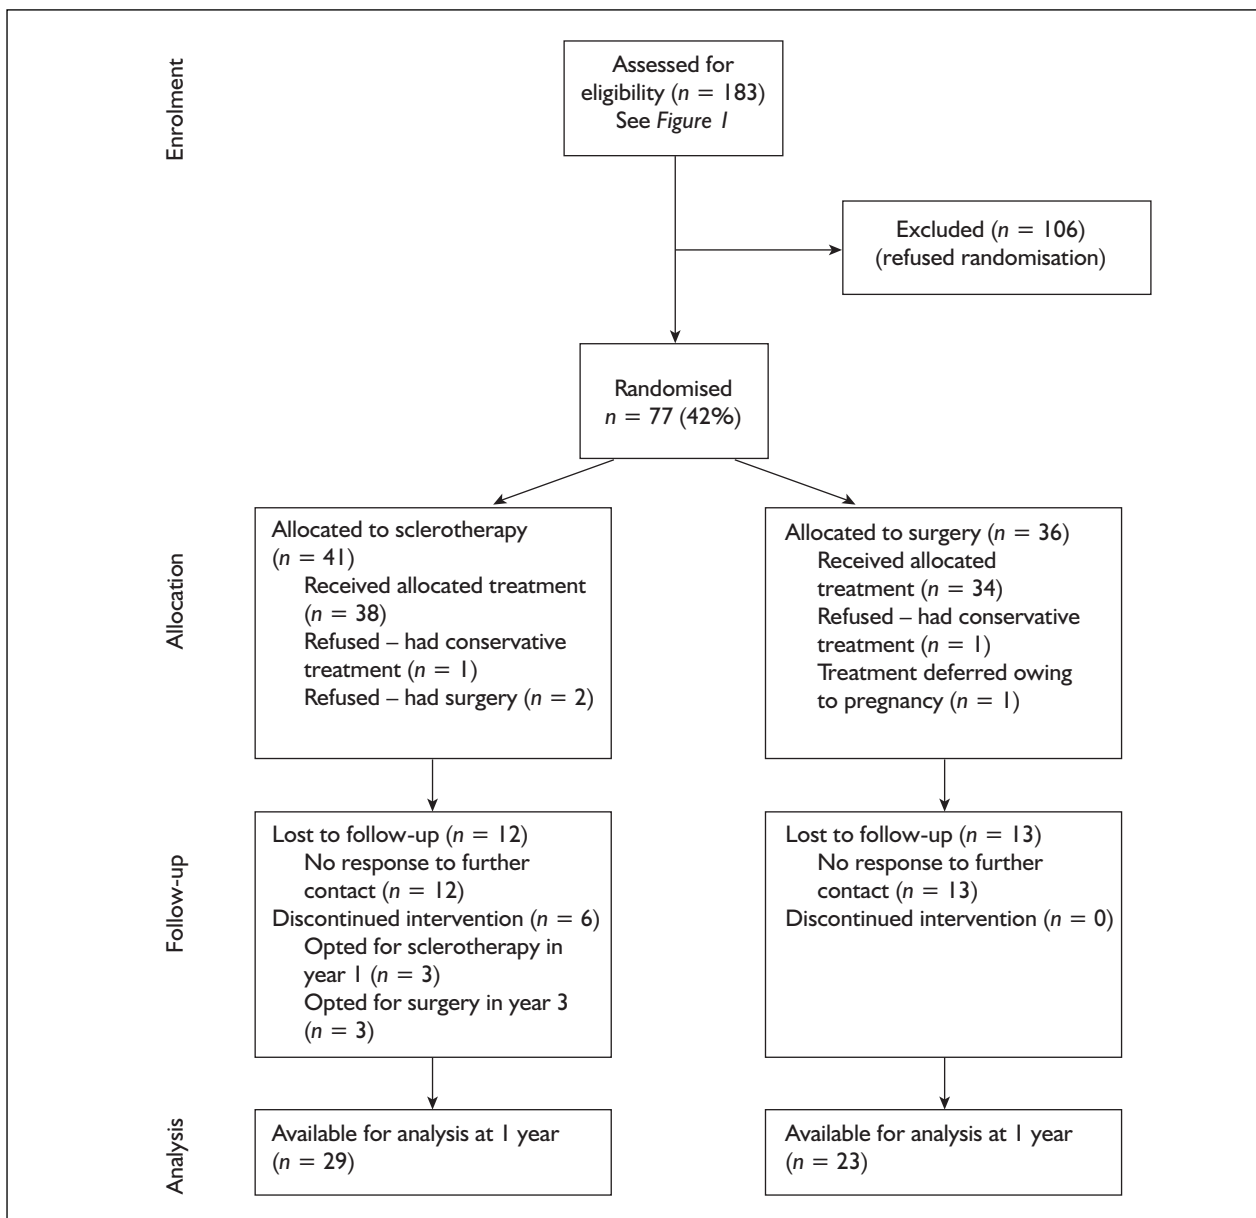 Enrolment
Assessed for
eligibility (n = 183)
See Figure 1
Excluded (n = 106)
(refused randomisation)
Randomised
n = 77 (42%)
Allocation
Allocated to sclerotherapy
(n = 41)
Received allocated treatment
(n = 38)
Refused – had conservative
treatment (n = 1)
Refused – had surgery (n = 2)
Allocated to surgery (n = 36)
Received allocated
treatment (n = 34)
Refused – had conservative
treatment (n = 1)
Treatment deferred owing
to pregnancy (n = 1)
Follow-up
Lost to follow-up (n = 12)
No response to further
contact (n = 12)
Discontinued intervention (n = 6)
Opted for sclerotherapy in
year 1 (n = 3)
Opted for surgery in year 3
(n = 3)
Lost to follow-up (n = 13)
No response to further
contact (n = 13)
Discontinued intervention (n = 0)
Analysis
Available for analysis at 1 year
(n = 29)
Available for analysis at 1 year
(n = 23)